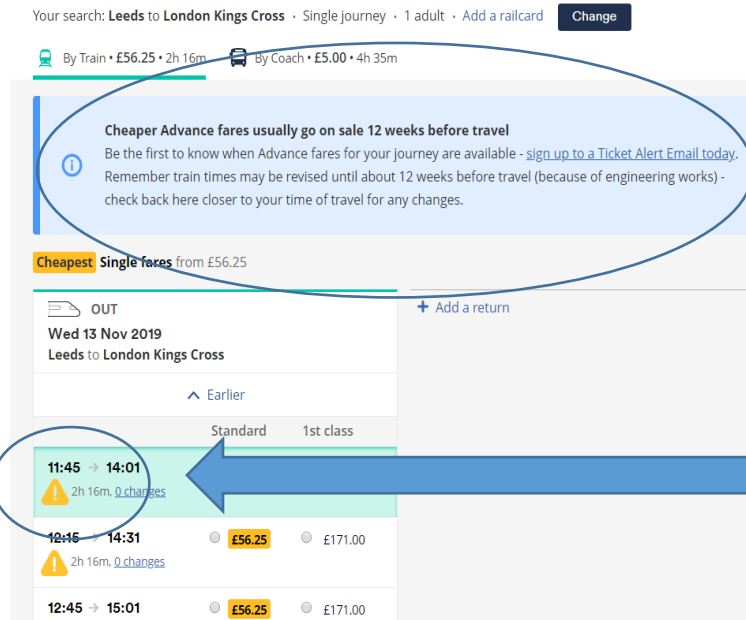 Your search: Leeds to London Kings Cross · Single journey · 1 adult · Add a railcard Change
By Train • £56.25 • 2h 16m By Coach • £5.00 • 4h 35m
Cheaper Advance fares usually go on sale 12 weeks before travel
Be the first to know when Advance fares for your journey are available - sign up to a Ticket Alert Email today.
Remember train times may be revised until about 12 weeks before travel (because of engineering works) -
check back here closer to your time of travel for any changes.
Cheapest Single fares from £56.25
OUT
+ Add a return
Wed 13 Nov 2019
Leeds to London Kings Cross
Earlier
Standard 1st class
11:45 → 14:01
2h 16m, 0 changes
12:15 → 14:31 £56.25 £171.00
2h 16m, 0 changes
12:45 → 15:01 £56.25 £171.00